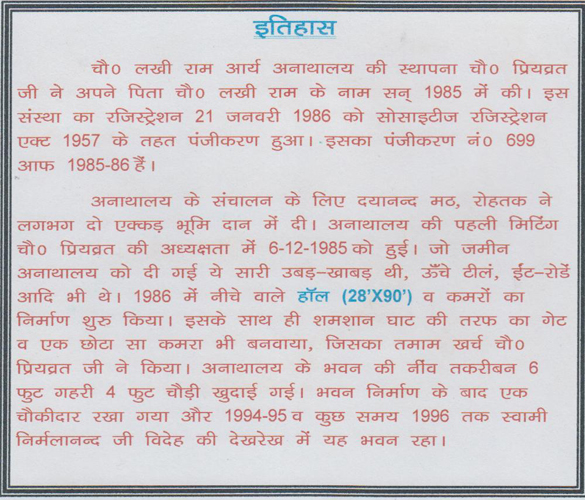 इतिहास
चौ0 लखी राम आर्य अनाथालय की स्थापना चौ0 प्रियव्रत
जी ने अपने पिता चौ0 लखी राम के नाम सन् 1985 में की। इस
संस्था का रजिस्ट्रेशन 21 जनवरी 1986 को सोसाइटीज रजिस्ट्रेशन
एक्ट 1957 के तहत पंजीकरण हुआ। इसका पंजीकरण नं0 699
आफ 1985-86 हैं।
अनाथालय के संचालन के लिए दयानन्द मठ, रोहतक ने
लगभग दो एक्कड़ भूमि दान में दी। अनाथालय की पहली मिटिंग
चौ0 प्रियव्रत की अध्यक्षता में 6-12-1985 को हुई। जो जमीन
अनाथालय को दी गई ये सारी उबड़–खाबड़ थी, ऊँचे टीलं, ईंट–रोडें
आदि भी थे। 1986 में नीचे वाले हॉल (28'X90') व कमरों का
निर्माण शुरु किया। इसके साथ ही शमशान घाट की तरफ का गेट
व एक छोटा सा कमरा भी बनवाया, जिसका तमाम खर्च चौ0
प्रियव्रत जी ने किया। अनाथालय के भवन की नींव तकरीबन 6
फुट गहरी 4 फुट चौड़ी खुदाई गई। भवन निर्माण के बाद एक
चौकीदार रखा गया और 1994-95 व कुछ समय 1996 तक स्वामी
निर्मलानन्द जी विदेह की देखरेख में यह भवन रहा।